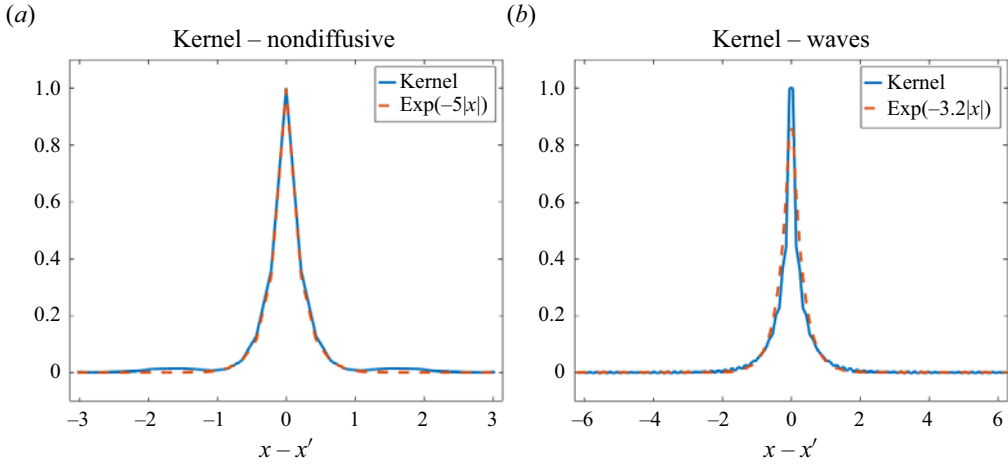 (a)
Kernel – nondiffusive
Kernel
Exp(–5|x|)
1.0
0.8
0.6
0.4
0.2
0
–3 –2 –1 0 1 2 3
x – x′
(b)
Kernel – waves
Kernel
Exp(–3.2|x|)
1.0
0.8
0.6
0.4
0.2
0
–6 –4 –2 0 2 4 6
x – x′